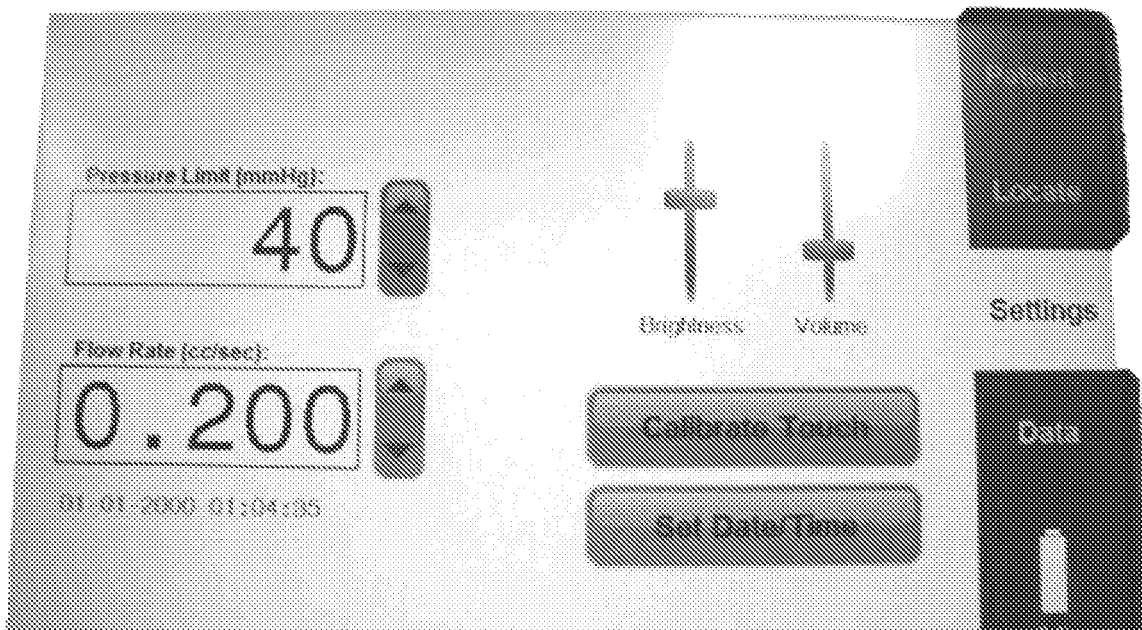 Pressure Limit (mmHg):
40
Flow Rate (cc/sec):
0.200
01-01-2000 01:04:35
Brightness
Volume
Calibrate Touch
Set Date/Time
Settings
Data